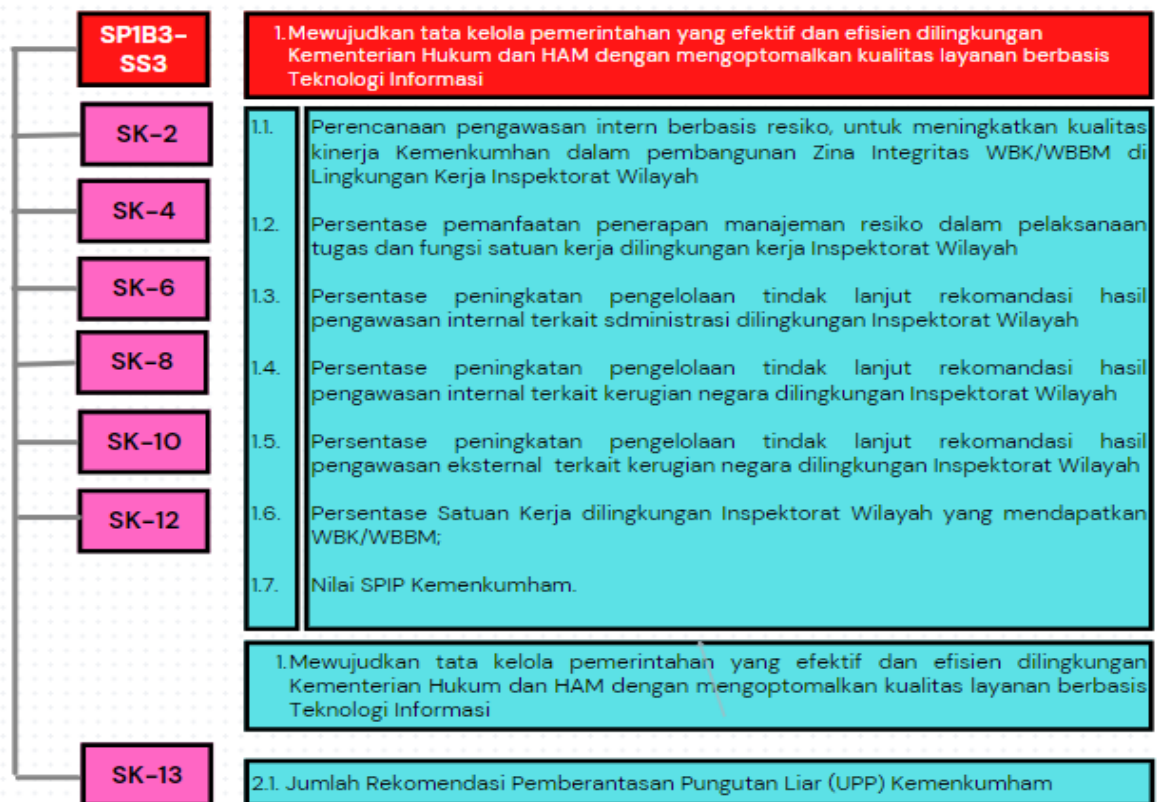 SP1B3-
SS3
1.Mewujudkan tata kelola pemerintahan yang efektif dan efisien dilingkungan
Kementerian Hukum dan HAM dengan mengoptomalkan kualitas layanan berbasis
Teknologi Informasi
SK-2
SK-4
SK-6
SK-8
SK-10
SK-12
1.1. Perencanaan pengawasan intern berbasis resiko, untuk meningkatkan kualitas
kinerja Kemenkumhan dalam pembangunan Zina Integritas WBK/WBBM di
Lingkungan Kerja Inspektorat Wilayah
1.2. Persentase pemanfaatan penerapan manajeman resiko dalam pelaksanaan
tugas dan fungsi satuan kerja dilingkungan kerja Inspektorat Wilayah
1.3. Persentase peningkatan pengelolaan tindak lanjut rekomandasi hasil
pengawasan internal terkait sdministrasi dilingkungan Inspektorat Wilayah
1.4. Persentase peningkatan pengelolaan tindak lanjut rekomandasi hasil
pengawasan internal terkait kerugian negara dilingkungan Inspektorat Wilayah
1.5. Persentase peningkatan pengelolaan tindak lanjut rekomandasi hasil
pengawasan eksternal terkait kerugian negara dilingkungan Inspektorat Wilayah
1.6. Persentase Satuan Kerja dilingkungan Inspektorat Wilayah yang mendapatkan
WBK/WBBM;
1.7. Nilai SPIP Kemenkumham.
1.Mewujudkan tata kelola pemerintahan yang efektif dan efisien dilingkungan
Kementerian Hukum dan HAM dengan mengoptomalkan kualitas layanan berbasis
Teknologi Informasi
SK-13
2.1. Jumlah Rekomendasi Pemberantasan Pungutan Liar (UPP) Kemenkumham